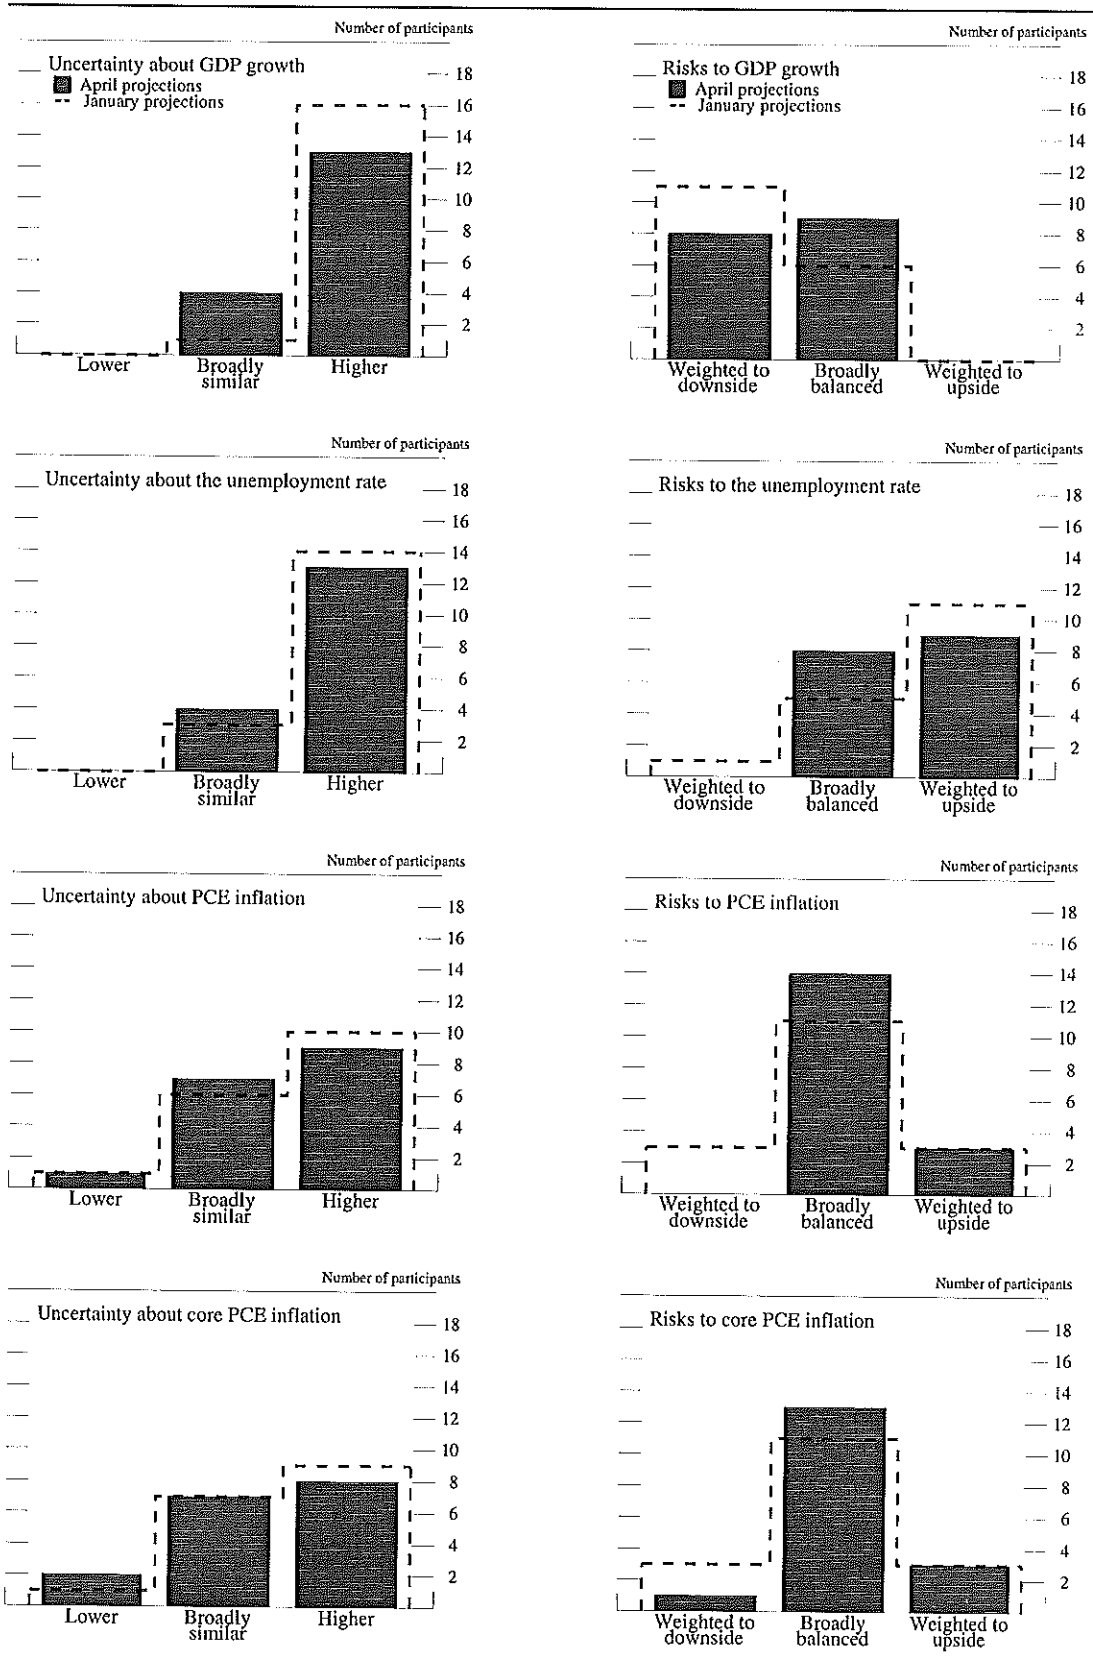 Number of participants
Uncertainty about GDP growth
April projections
January projections
18
16
14
12
10
8
6
4
2
Lower
Broadly
similar
Higher
Number of participants
Risks to GDP growth
April projections
January projections
18
16
14
12
10
8
6
4
2
Weighted to
downside
Broadly
balanced
Weighted to
upside
Number of participants
Uncertainty about the unemployment rate
18
16
14
12
10
8
6
4
2
Lower
Broadly
similar
Higher
Number of participants
Risks to the unemployment rate
18
16
14
12
10
8
6
4
2
Weighted to
downside
Broadly
balanced
Weighted to
upside
Number of participants
Uncertainty about PCE inflation
18
16
14
12
10
8
6
4
2
Lower
Broadly
similar
Higher
Number of participants
Risks to PCE inflation
18
16
14
12
10
8
6
4
2
Weighted to
downside
Broadly
balanced
Weighted to
upside
Number of participants
Uncertainty about core PCE inflation
18
16
14
12
10
8
6
4
2
Lower
Broadly
similar
Higher
Number of participants
Risks to core PCE inflation
18
16
14
12
10
8
6
4
2
Weighted to
downside
Broadly
balanced
Weighted to
upside